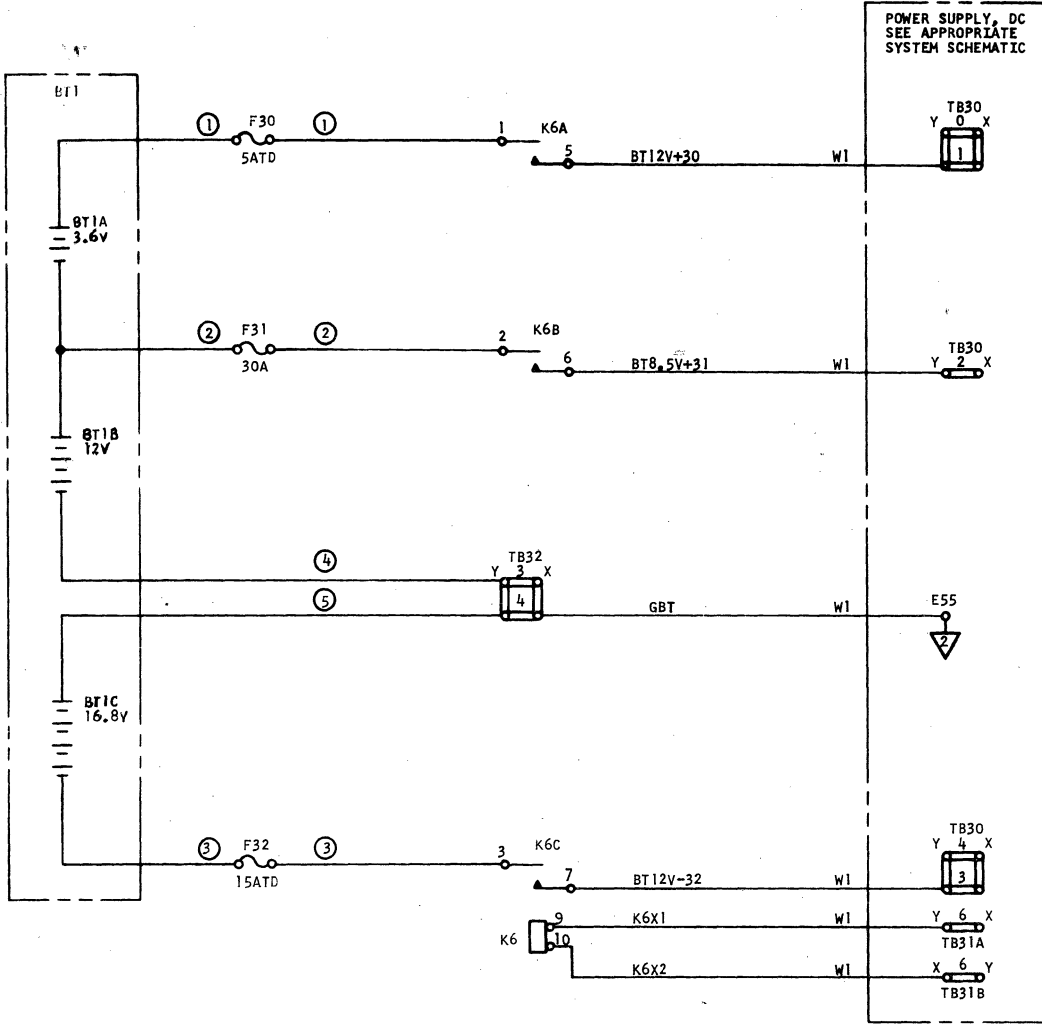 POWER SUPPLY, DC
SEE APPROPRIATE
SYSTEM SCHEMATIC
BT1
1 F30 1
5ATD
1 K6A
5
BT12V+30 W1
TB30
Y 0 X
1
BT1A
3.6V
2 F31 2
30A
2 K6B
6
BT8.5V+31 W1
TB30
Y 2 X
BT1B
12V
4
TB32
Y 3 X
5
4
GBT W1
E55
2
BT1C
16.8V
3 F32 3
15ATD
3 K6C
7
BT12V-32 W1
TB30
Y 4 X
3
K6
9
K6X1 W1
Y 6 X
TB31A
10
K6X2 W1
X 6 Y
TB31B